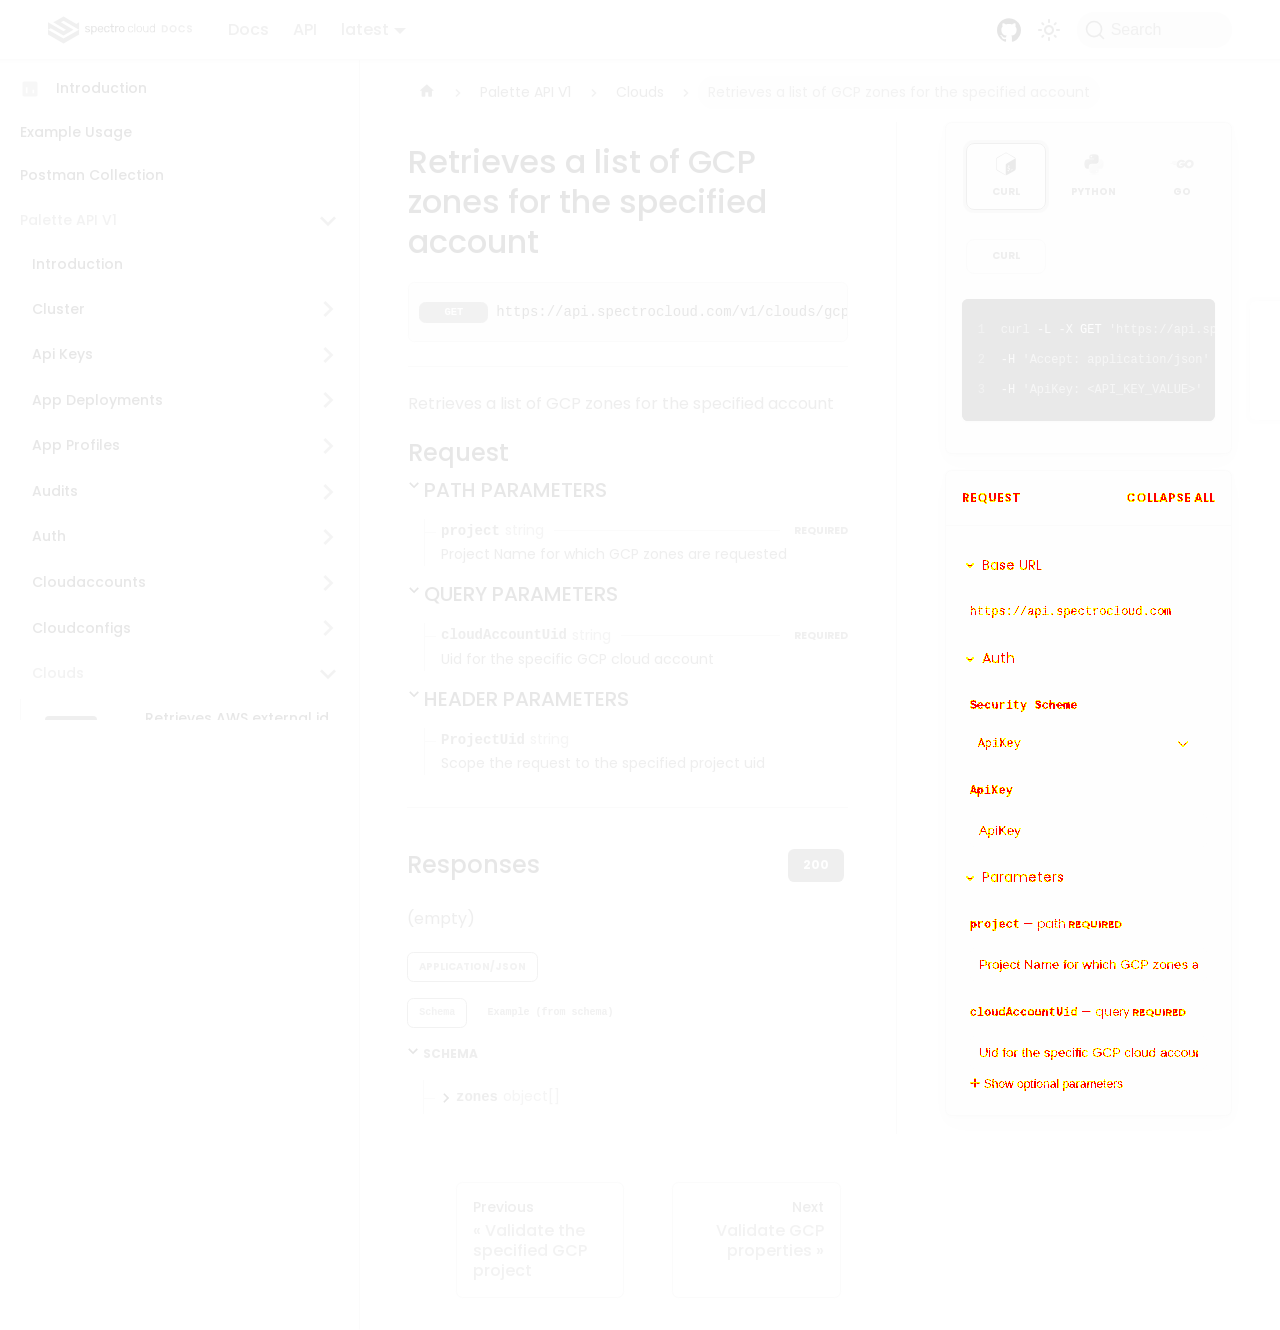 spectro cloud DOCS
Docs
API
latest
Search
Introduction
Example Usage
Postman Collection
Palette API V1
Introduction
Cluster
Api Keys
App Deployments
App Profiles
Audits
Auth
Cloudaccounts
Cloudconfigs
Clouds
Retrieves AWS external id
Palette API V1
Clouds
Retrieves a list of GCP zones for the specified account
Retrieves a list of GCP
zones for the specified
account
GET https://api.spectrocloud.com/v1/clouds/gcp
Retrieves a list of GCP zones for the specified account
Request
PATH PARAMETERS
project string REQUIRED
Project Name for which GCP zones are requested
QUERY PARAMETERS
cloudAccountUid string REQUIRED
Uid for the specific GCP cloud account
HEADER PARAMETERS
ProjectUid string
Scope the request to the specified project uid
Responses
200
(empty)
APPLICATION/JSON
Schema
Example (from schema)
SCHEMA
zones object[]
Previous
« Validate the
specified GCP
project
Next
Validate GCP
properties »
CURL
PYTHON
GO
CURL
1 curl -L -X GET 'https://api.sp
2 -H 'Accept: application/json'
3 -H 'ApiKey: <API_KEY_VALUE>'
REQUEST
COLLAPSE ALL
Base URL
https://api.spectrocloud.com
Auth
Security Scheme
ApiKey
ApiKey
ApiKey
Parameters
project — path REQUIRED
Project Name for which GCP zones a
cloudAccountUid — query REQUIRED
Uid for the specific GCP cloud accour
Show optional parameters